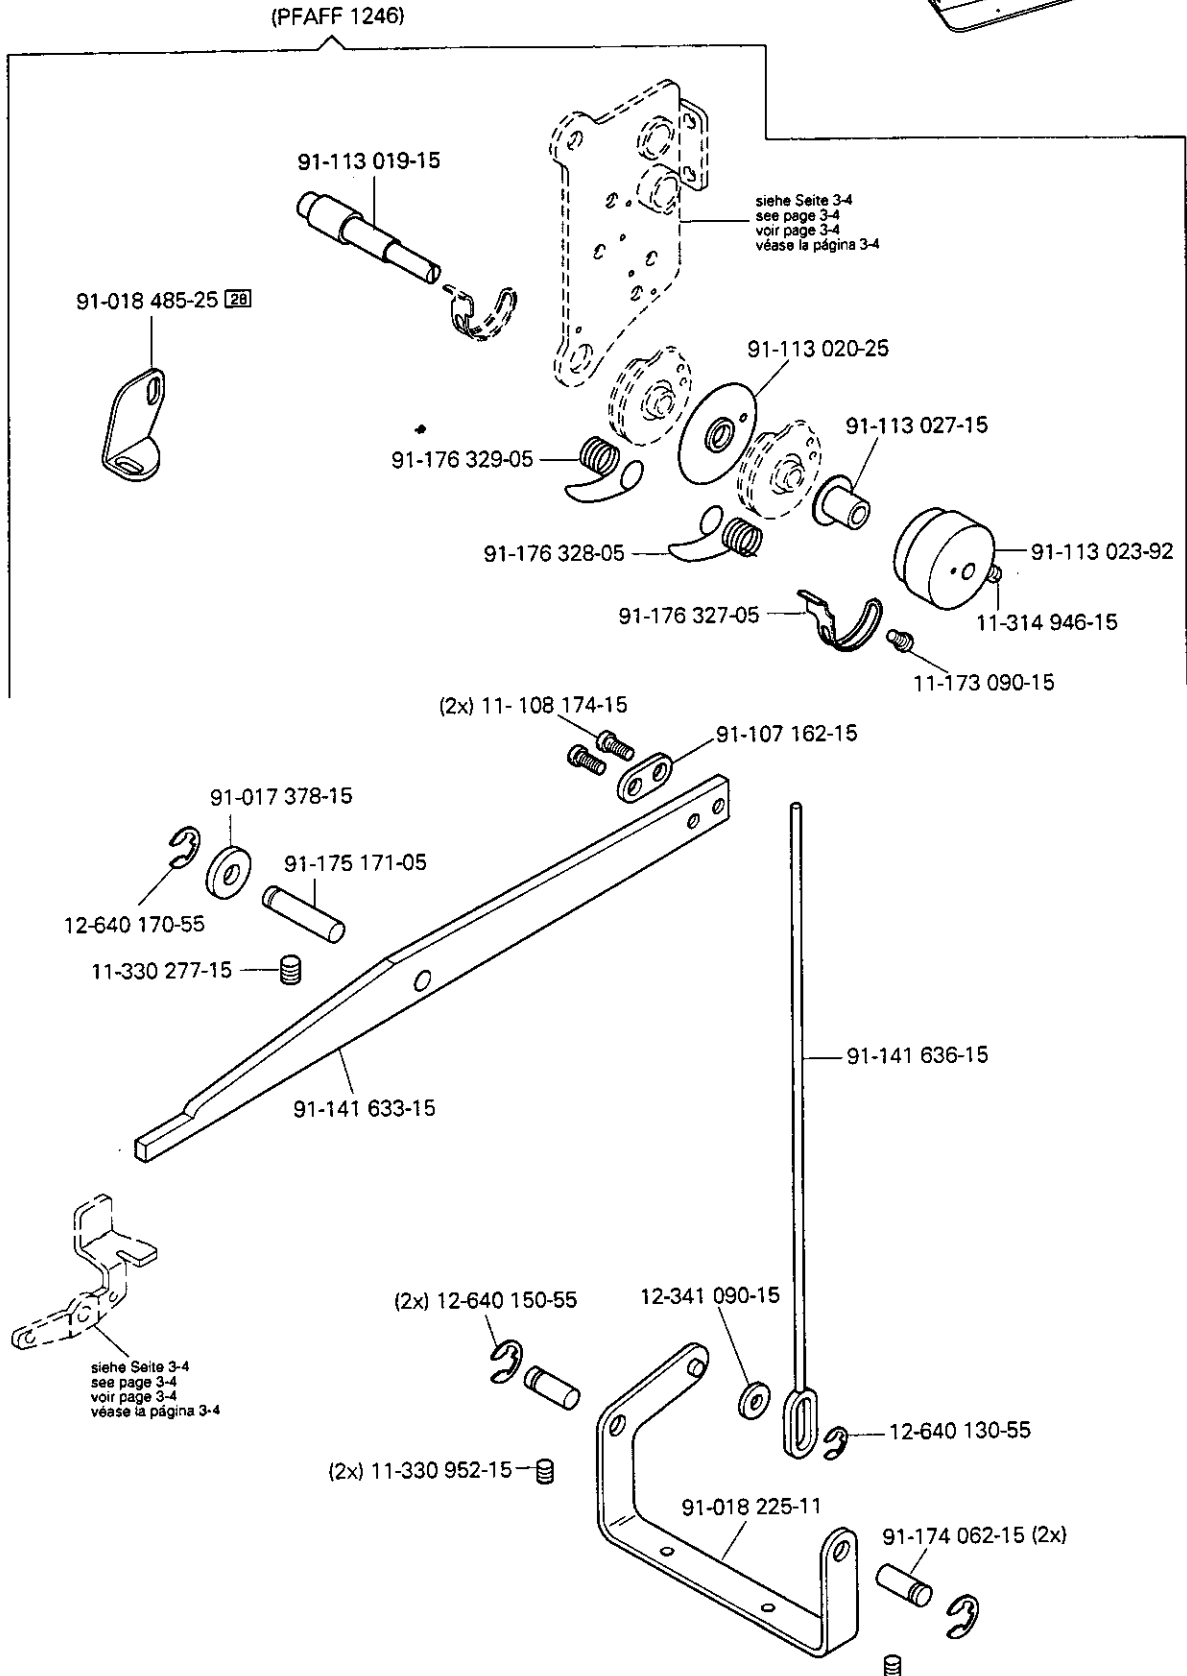 (PFAFF 1246)
91-113 019-15
siehe Seite 3-4
see page 3-4
voir page 3-4
véase la página 3-4
91-018 485-25 28
91-113 020-25
91-113 027-15
91-176 329-05
91-176 328-05
91-113 023-92
91-176 327-05
11-314 946-15
11-173 090-15
(2x) 11- 108 174-15
91-107 162-15
91-017 378-15
91-175 171-05
12-640 170-55
11-330 277-15
91-141 636-15
91-141 633-15
(2x) 12-640 150-55
12-341 090-15
siehe Seite 3-4
see page 3-4
voir page 3-4
véase la página 3-4
12-640 130-55
(2x) 11-330 952-15
91-018 225-11
91-174 062-15 (2x)